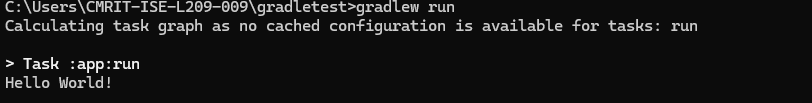 C:\Users\CMRIT-ISE-L209-009\gradletest>gradlew run
Calculating task graph as no cached configuration is available for tasks: run
> Task :app:run
Hello World!